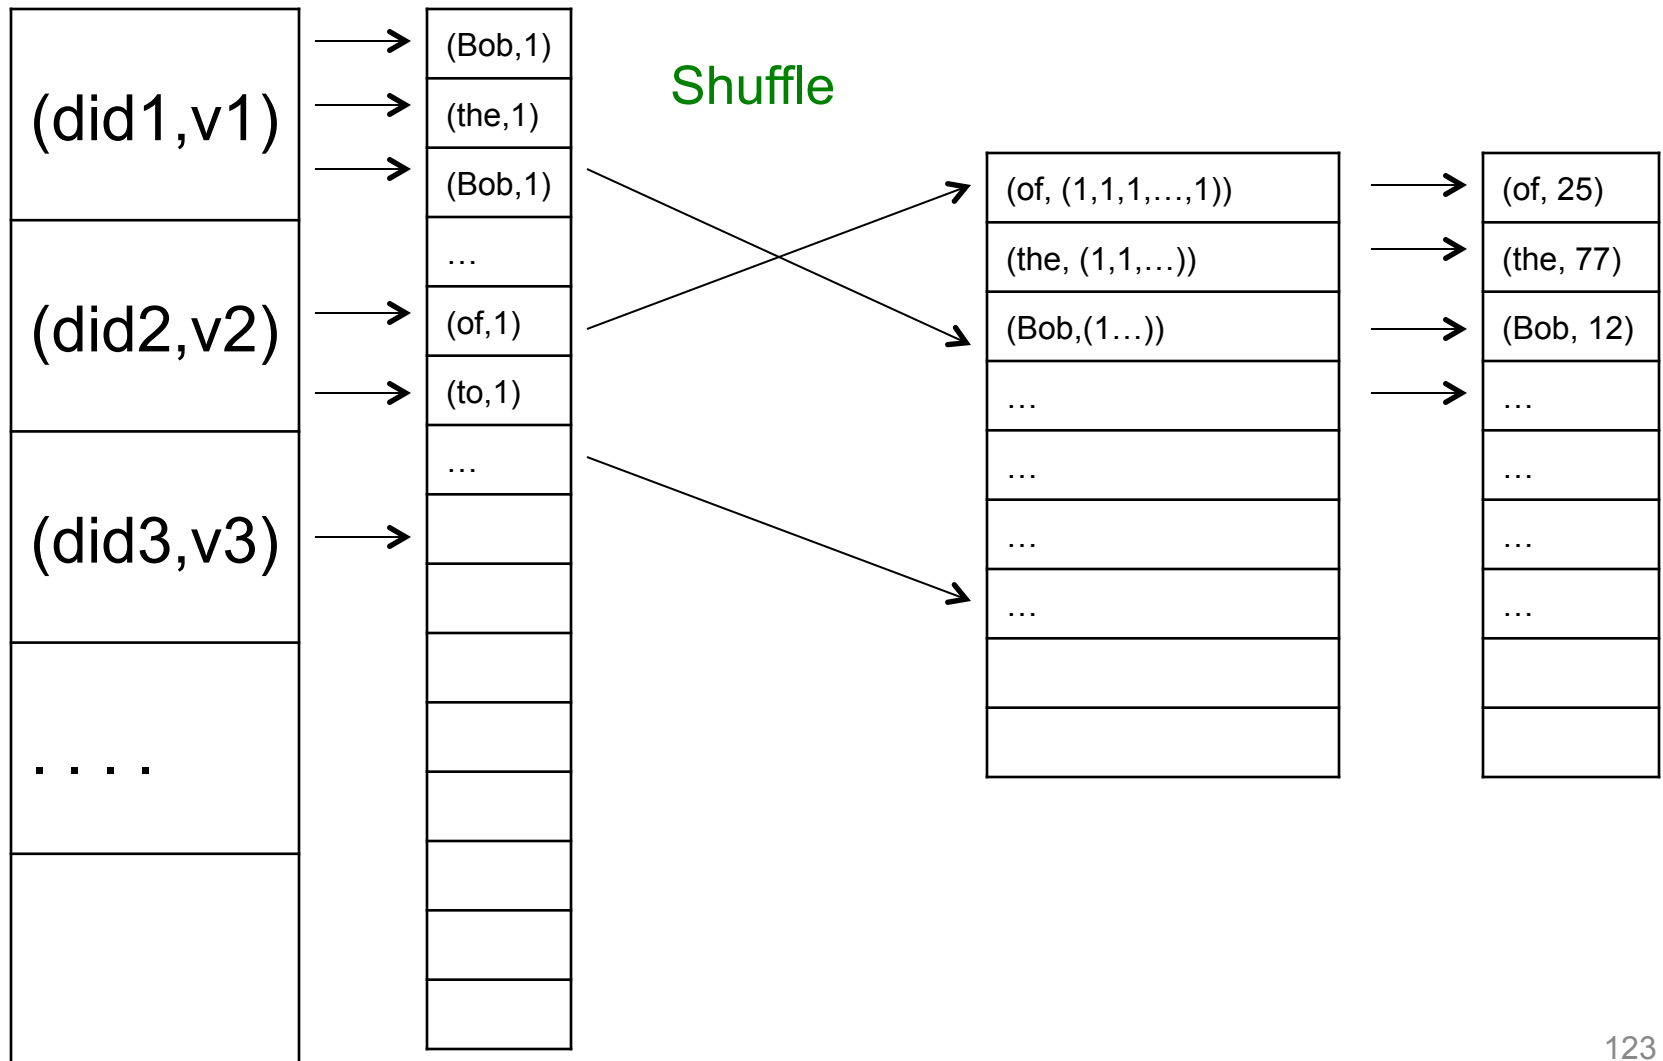 (did1,v1)
(did2,v2)
(did3,v3)
. . . .
(Bob,1)
(the,1)
(Bob,1)
…
(of,1)
(to,1)
…
Shuffle
(of, (1,1,1,…,1))
(the, (1,1,…))
(Bob,(1…))
…
…
…
…
(of, 25)
(the, 77)
(Bob, 12)
…
…
…
…
123